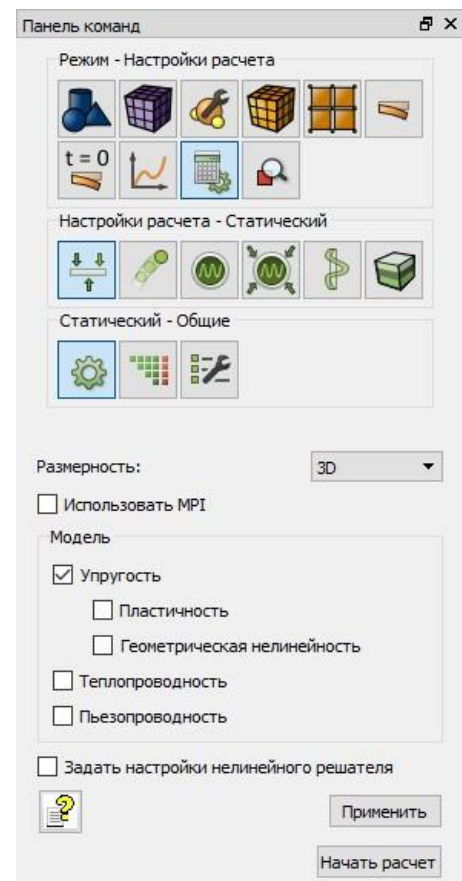 Панель команд
Режим - Настройки расчета
t = 0
Настройки расчета - Статический
Статический - Общие
Размерность: 3D
Использовать MPI
Модель
Упругость
Пластичность
Геометрическая нелинейность
Теплопроводность
Пьезопроводность
Задать настройки нелинейного решателя
Применить
Начать расчет